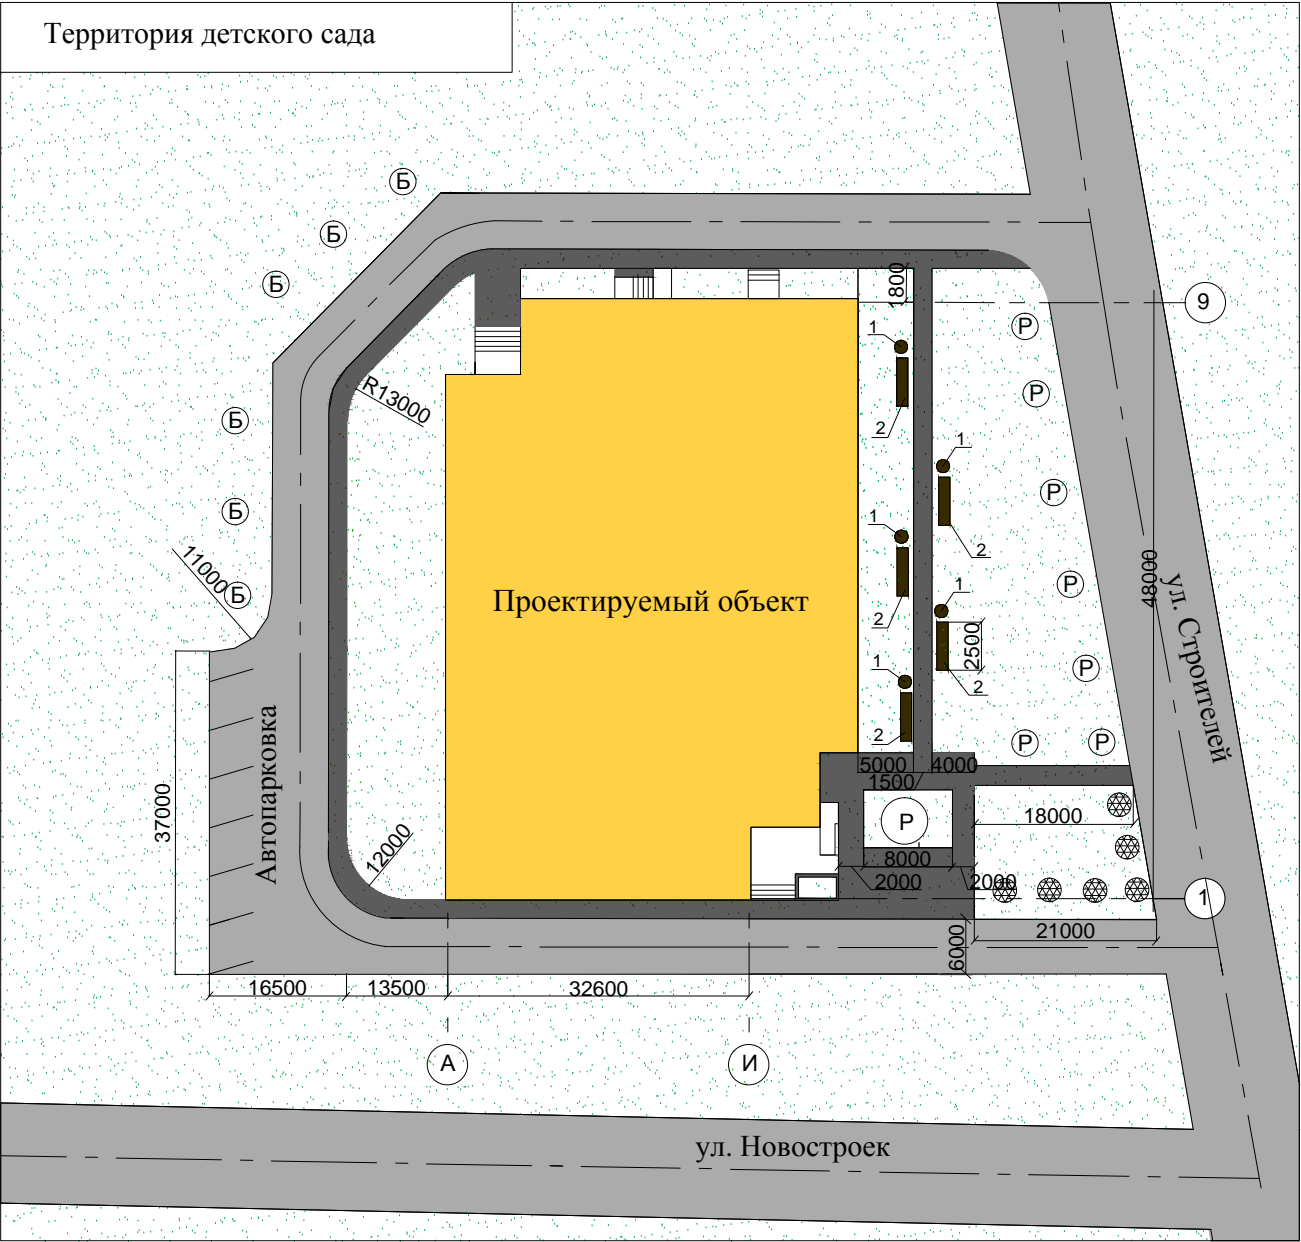 Территория детского сада
Б
Б
Б
Б
Б
Б
1800
9
1
2
R13000
Р
Р
Р
Р
Р
Р
Р
1
2
1
2
1
2500
2
1
2
11000
48000
ул. Строителей
Проектируемый объект
Автопарковка
37000
12000
5000
4000
1500
Р
18000
8000
2000
2000
1
21000
6000
16500
13500
32600
А
И
ул. Новостроек